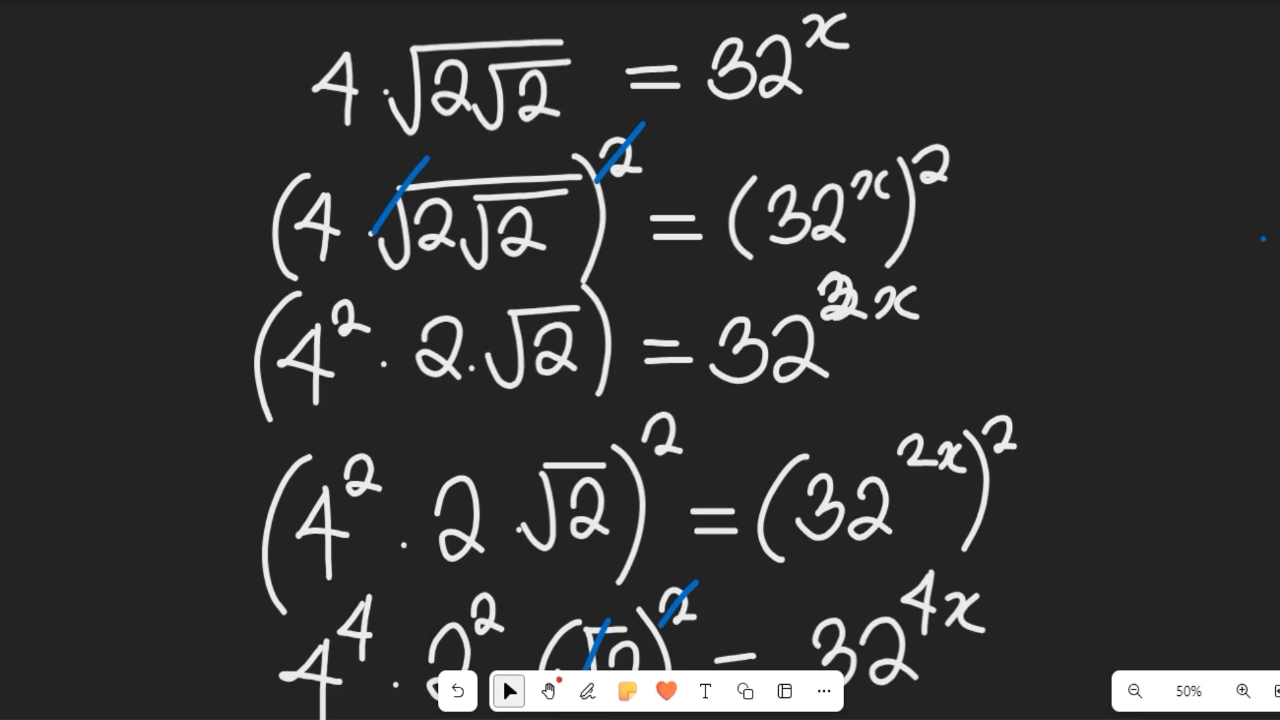 4 · √(2√2) = 32^x
(4 · √(2√2))^2 = (32^x)^2
(4^2 · 2 · √2) = 32^2x
(4^2 · 2 · √2)^2 = (32^2x)^2
4^4 · 2^2 (√2)^2 = 32^4x
T
50%